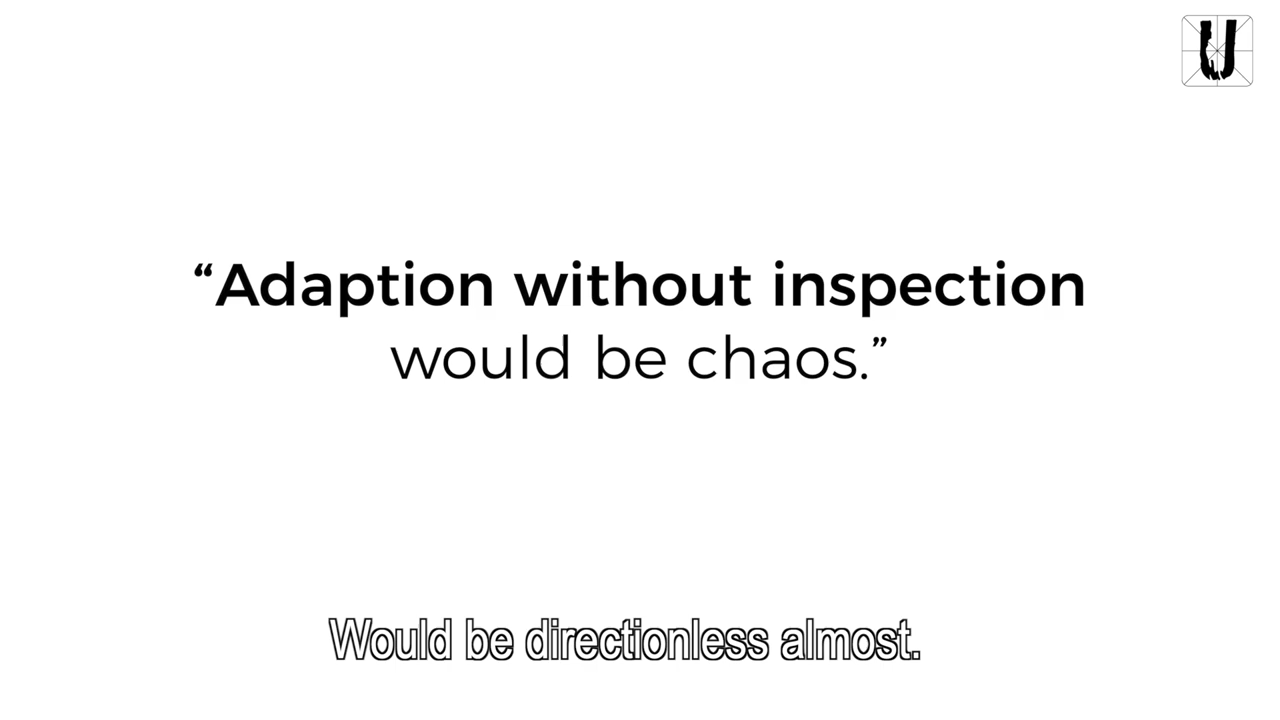 U
“Adaption without inspection
would be chaos.”
Would be directionless almost.